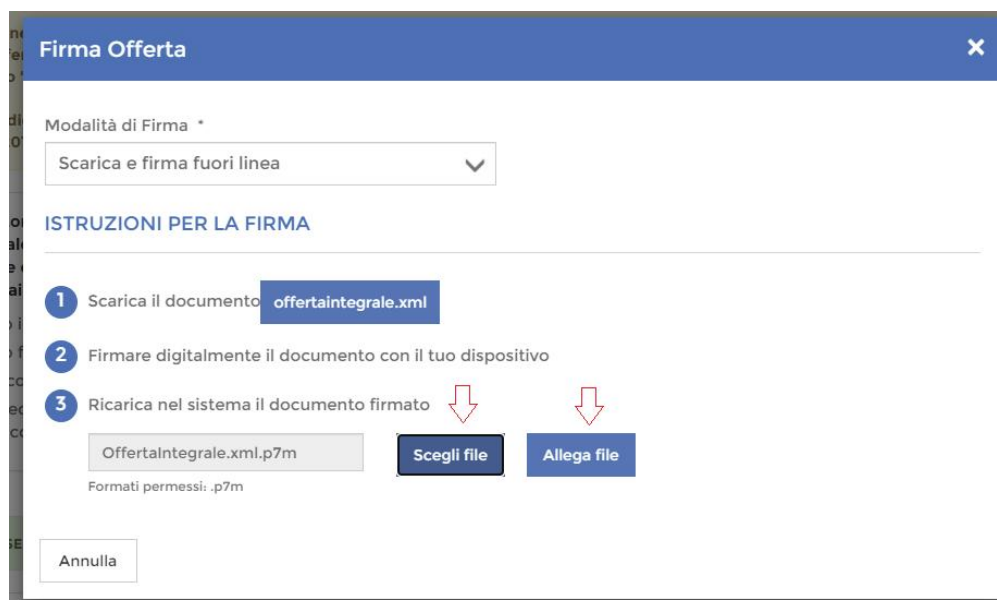 Firma Offerta
Modalità di Firma *
Scarica e firma fuori linea
ISTRUZIONI PER LA FIRMA
1 Scarica il documento offertaintegrale.xml
2 Firmare digitalmente il documento con il tuo dispositivo
3 Ricarica nel sistema il documento firmato
OffertaIntegrale.xml.p7m Scegli file Allega file
Formati permessi: .p7m
Annulla